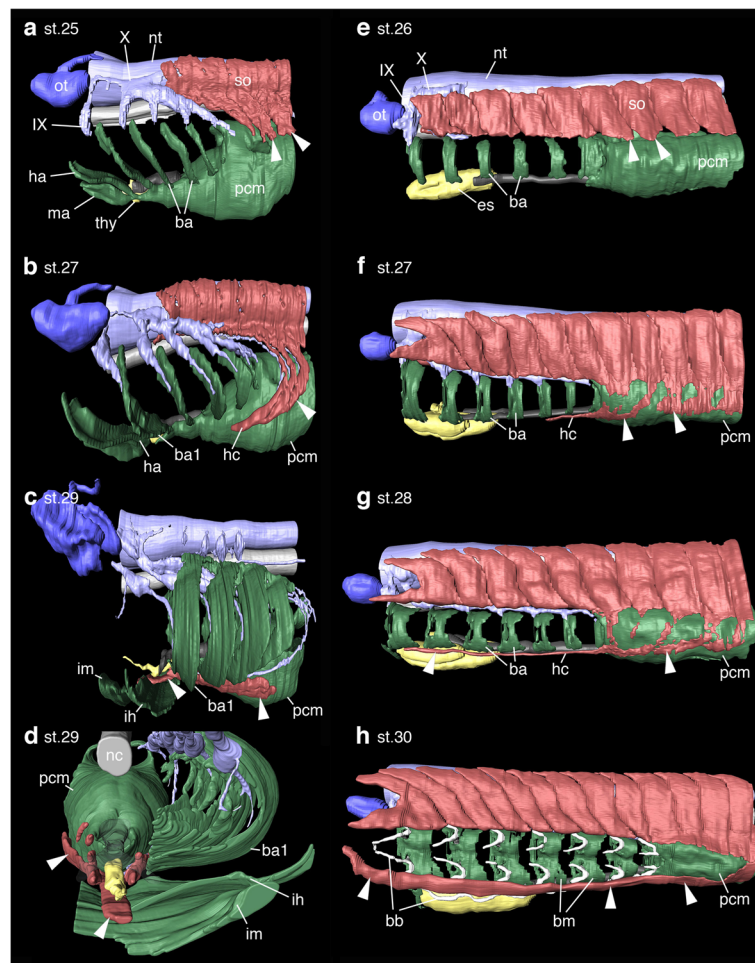 a st.25
X
nt
so
ot
IX
ha
ma
thy
ba
pcm
b st.27
ha
ba1
hc
pcm
c st.29
im
ih
ba1
pcm
d st.29
nc
pcm
ba1
ih
im
e st.26
IX
X
nt
ot
so
es
ba
pcm
f st.27
ba
hc
pcm
g st.28
ba
hc
pcm
h st.30
bb
bm
pcm